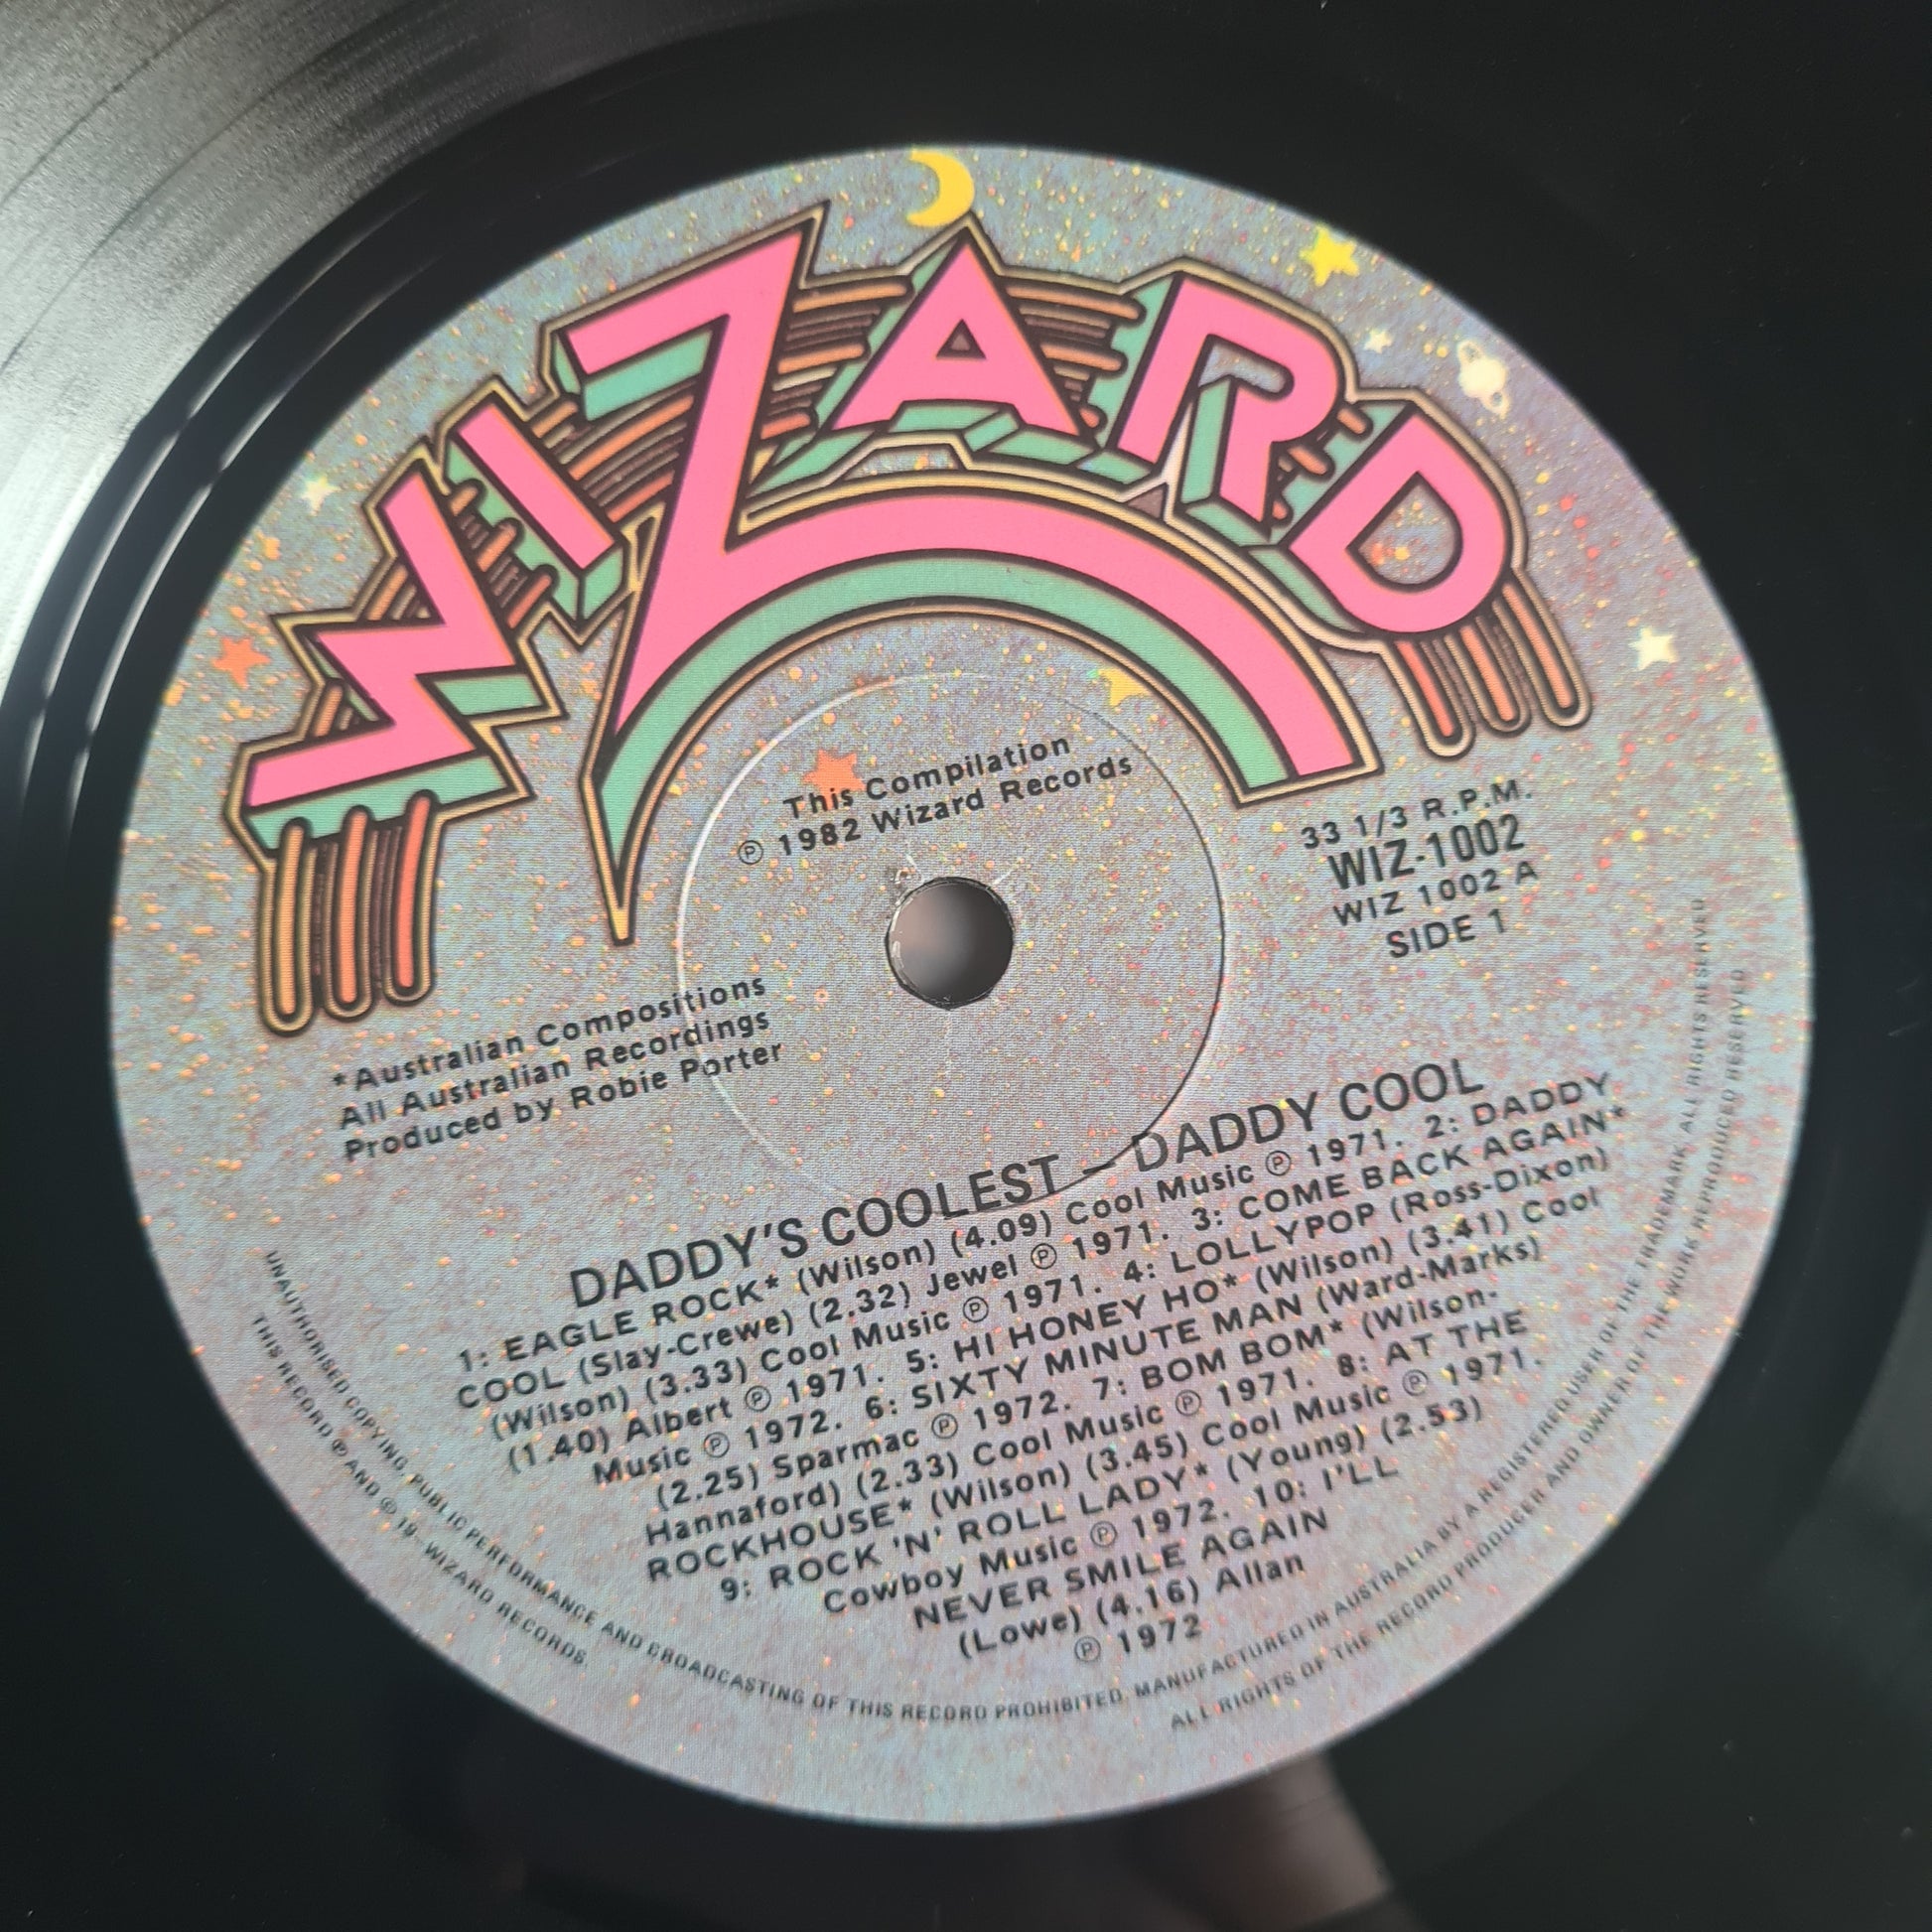 WIZARD
This Compilation
℗ 1982 Wizard Records
33 1/3 R.P.M.
WIZ-1002
WIZ 1002 A
SIDE 1
*Australian Compositions
All Australian Recordings
Produced by Robie Porter
DADDY'S COOLEST – DADDY COOL
1: EAGLE ROCK* (Wilson) (4.09) Cool Music ℗ 1971. 2: DADDY
COOL (Slay-Crewe) (2.32) Jewel ℗ 1971. 3: COME BACK AGAIN*
(Wilson) (3.33) Cool Music ℗ 1971. 4: LOLLYPOP (Ross-Dixon)
(1.40) Albert ℗ 1971. 5: HI HONEY HO* (Wilson) (3.41) Cool
Music ℗ 1972. 6: SIXTY MINUTE MAN (Ward-Marks)
(2.25) Sparmac ℗ 1972. 7: BOM BOM* (Wilson-
Hannaford) (2.33) Cool Music ℗ 1971. 8: AT THE
ROCKHOUSE* (Wilson) (3.45) Cool Music ℗ 1971.
9: ROCK 'N' ROLL LADY* (Young) (2.53)
Cowboy Music ℗ 1972. 10: I'LL
NEVER SMILE AGAIN
(Lowe) (4.16) Allan
℗ 1972
UNAUTHORISED COPYING, PUBLIC PERFORMANCE AND BROADCASTING OF THIS RECORD PROHIBITED. MANUFACTURED IN AUSTRALIA BY A REGISTERED USER OF THE TRADEMARK. ALL RIGHTS RESERVED
THIS RECORD ℗ AND © 19-- WIZARD RECORDS. ALL RIGHTS OF THE RECORD PRODUCER AND OWNER OF THE WORK REPRODUCED RESERVED